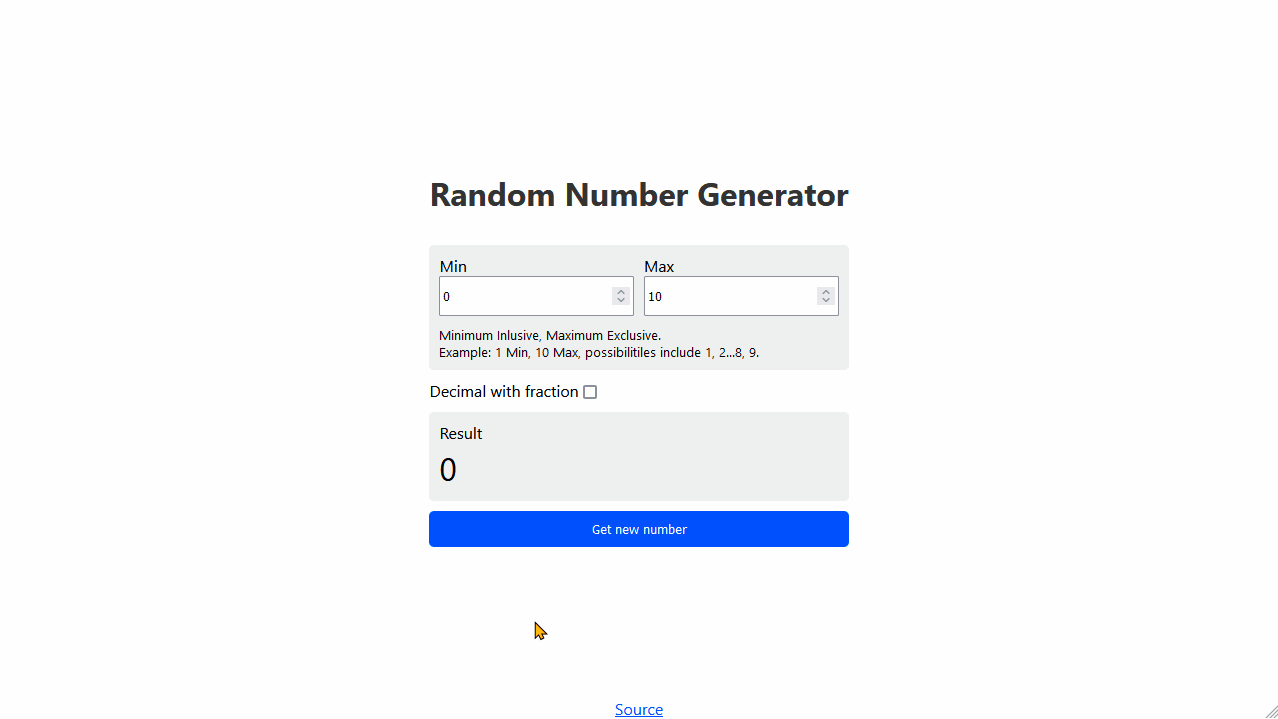 Random Number Generator
Min Max
0 10
Minimum Inlusive, Maximum Exclusive.
Example: 1 Min, 10 Max, possibilitiles include 1, 2...8, 9.
Decimal with fraction
Result
0
Get new number
Source